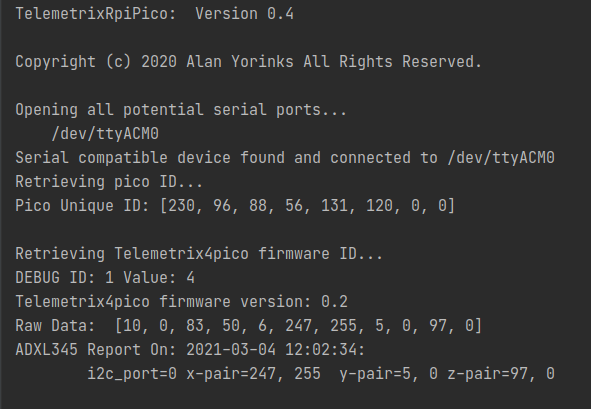 TelemetrixRpiPico:  Version 0.4
Copyright (c) 2020 Alan Yorinks All Rights Reserved.
Opening all potential serial ports...
/dev/ttyACM0
Serial compatible device found and connected to /dev/ttyACM0
Retrieving pico ID...
Pico Unique ID: [230, 96, 88, 56, 131, 120, 0, 0]
Retrieving Telemetrix4pico firmware ID...
DEBUG ID: 1 Value: 4
Telemetrix4pico firmware version: 0.2
Raw Data:  [10, 0, 83, 50, 6, 247, 255, 5, 0, 97, 0]
ADXL345 Report On: 2021-03-04 12:02:34:
i2c_port=0 x-pair=247, 255  y-pair=5, 0 z-pair=97, 0